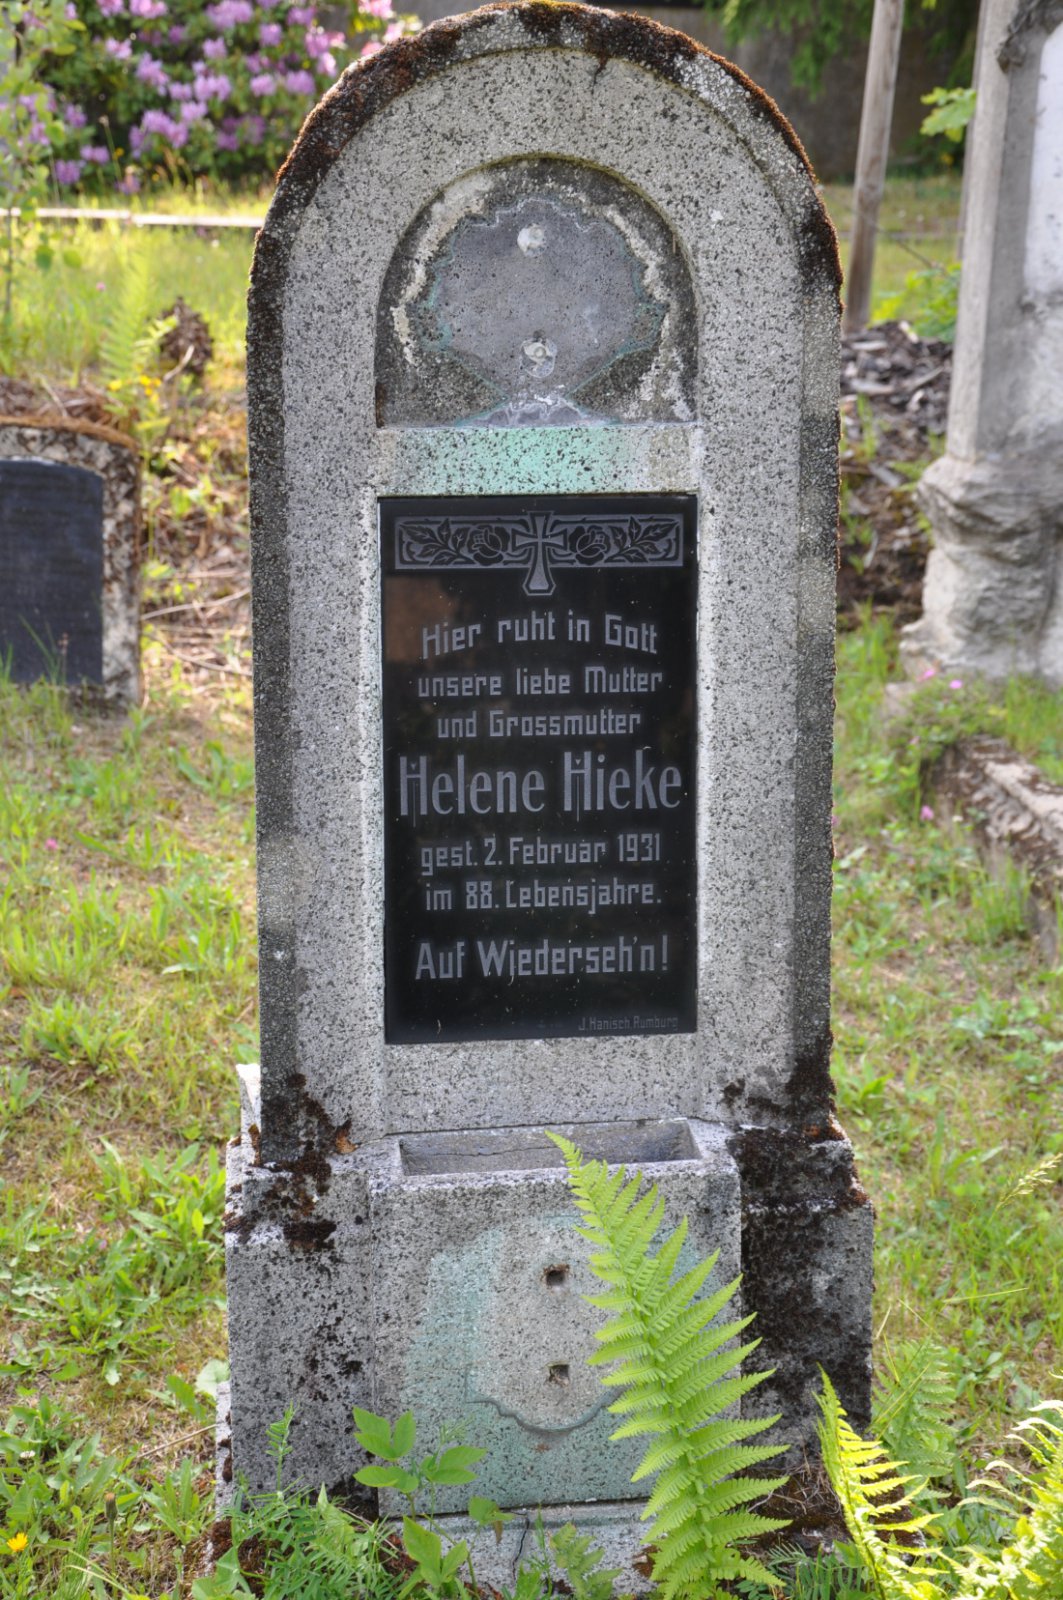 Hier ruht in Gott
unsere liebe Mutter
und Grossmutter
Helene Hieke
gest. 2. Februar 1931
im 88. Lebensjahre.
Auf Wiederseh'n!
J. Hanisch, Rumburg